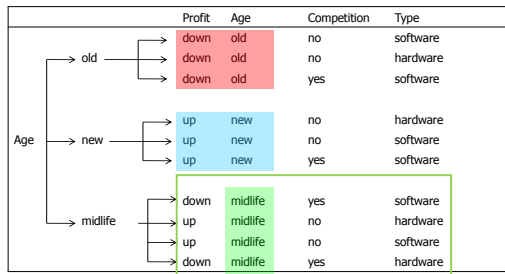 Profit Age Competition Type
down old no software
old down old no hardware
down old yes software
up new no hardware
Age new up new no software
up new yes software
down midlife yes software
midlife up midlife no hardware
up midlife no software
down midlife yes hardware